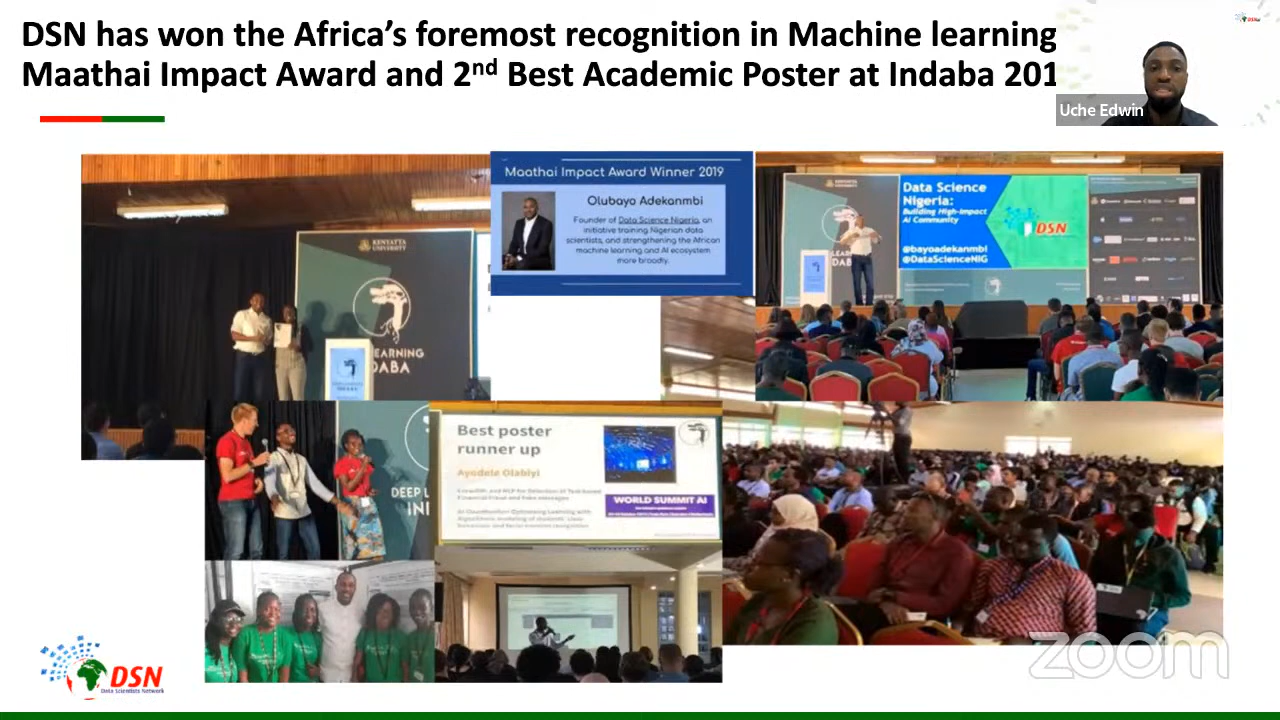 DSN has won the Africa's foremost recognition in Machine learning
Maathai Impact Award and 2nd Best Academic Poster at Indaba 201
Uche Edwin
DSN
Maathai Impact Award Winner 2019
Olubayo Adekanmbi
Founder of Data Science Nigeria, an
initiative training Nigerian data
scientists, and strengthening the African
machine learning and AI ecosystem
more broadly.
KENYATTA
UNIVERSITY
LEARNING
DABA
Data Science
Nigeria:
Building High-Impact
AI Community
DSN
@bayoadekanmbi
@DataScienceNIG
DEEP L
INI
Best poster
runner up
Ayodele Olabiyi
WORLD SUMMIT AI
DSN
Data Scientists Network
zoom